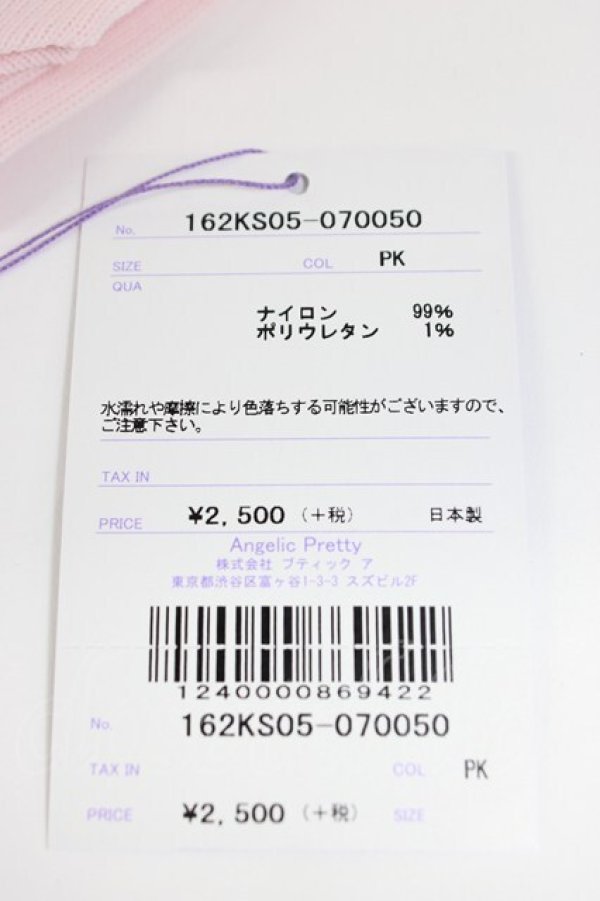 No. 162KS05-070050
SIZE COL PK
QUA
ナイロン 99%
ポリウレタン 1%
水濡れや摩擦により色落ちする可能性がございますので、
ご注意下さい。
TAX IN
PRICE ¥2,500 (+税) 日本製
Angelic Pretty
株式会社 ブティック ア
東京都渋谷区富ヶ谷1-3-3 スズビル2F
1240000869422
No. 162KS05-070050
TAX IN COL PK
PRICE ¥2,500 (+税) SIZE